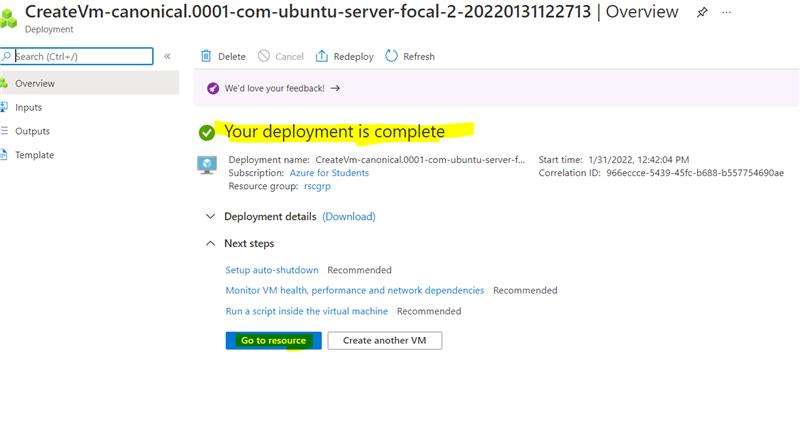 CreateVm-canonical.0001-com-ubuntu-server-focal-2-20220131122713 | Overview
Deployment
Search (Ctrl+/)
«
Delete
Cancel
Redeploy
Refresh
We'd love your feedback! →
Overview
Inputs
Outputs
Template
Your deployment is complete
Deployment name: CreateVm-canonical.0001-com-ubuntu-server-f...
Subscription: Azure for Students
Resource group: rscgrp
Start time: 1/31/2022, 12:42:04 PM
Correlation ID: 966eccce-5439-45fc-b688-b557754690ae
Deployment details (Download)
Next steps
Setup auto-shutdown Recommended
Monitor VM health, performance and network dependencies Recommended
Run a script inside the virtual machine Recommended
Go to resource
Create another VM